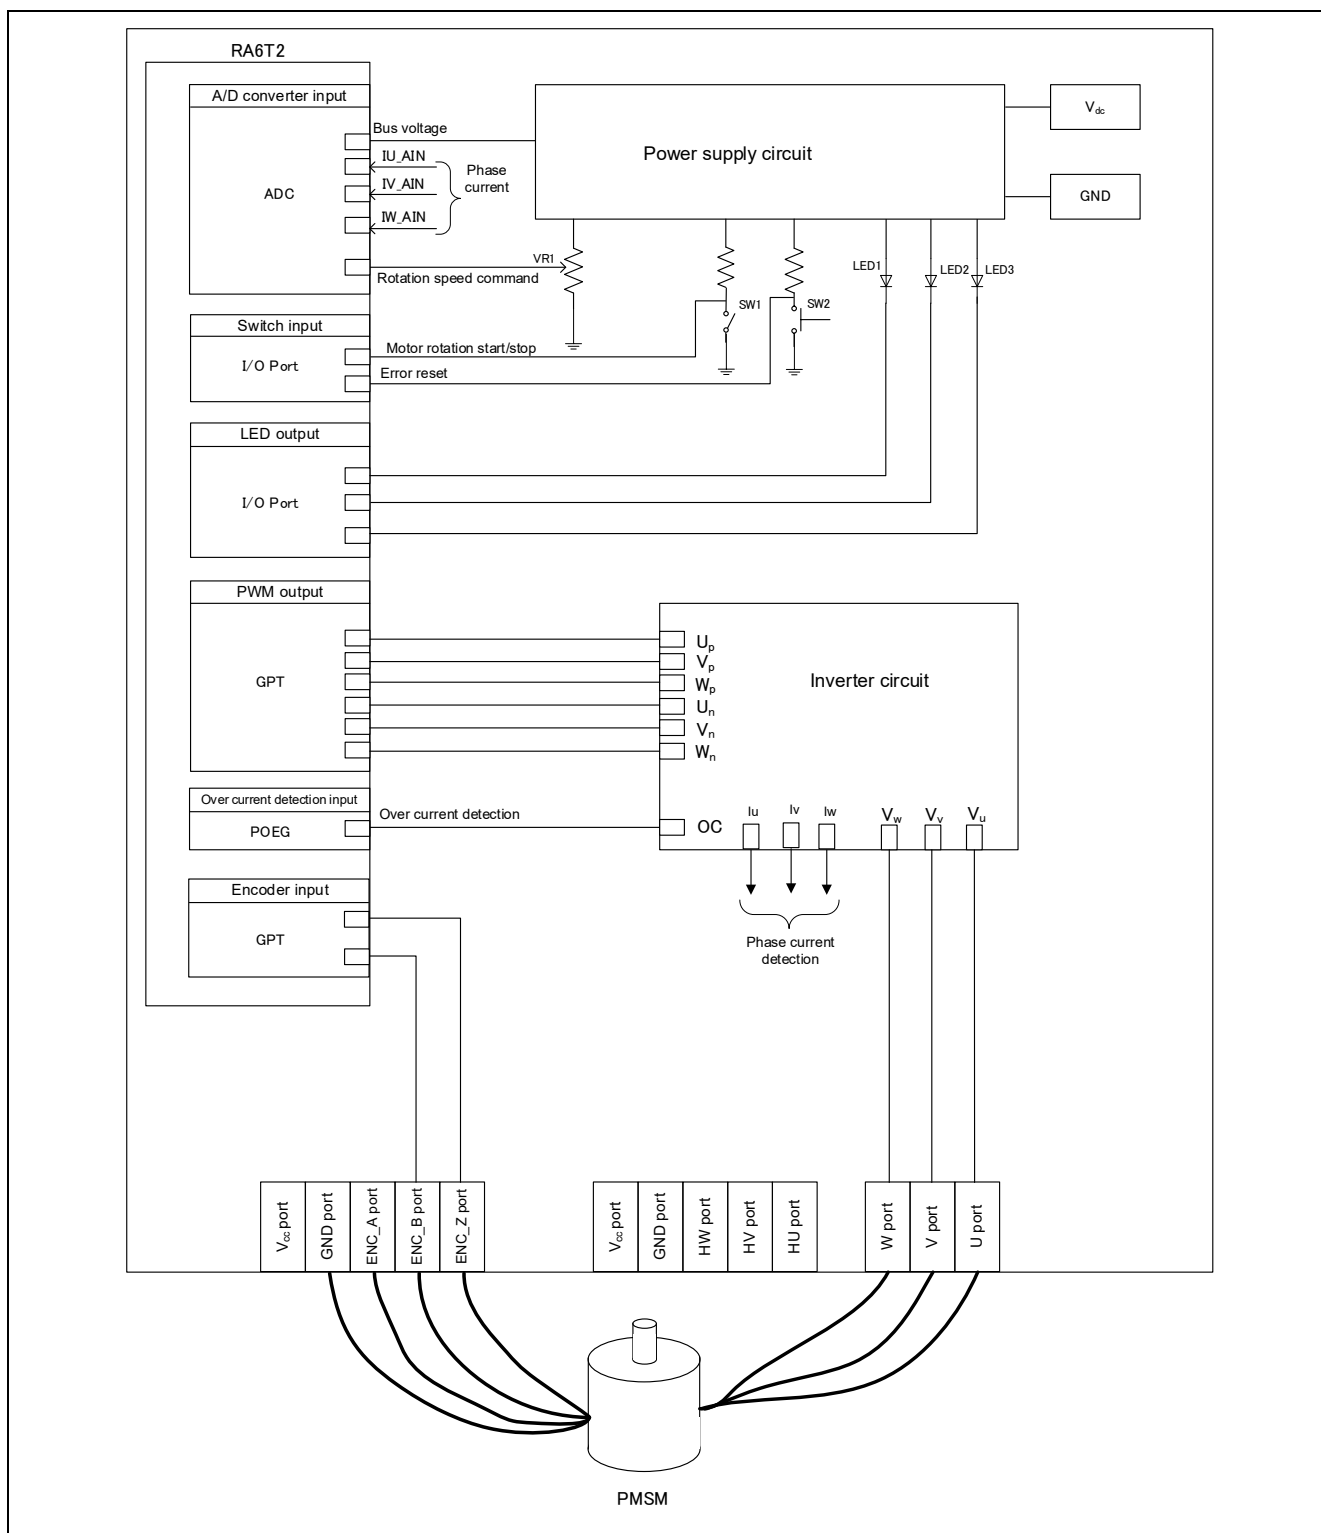 RA6T2
A/D converter input
ADC
Bus voltage
IU_AIN
IV_AIN
IW_AIN
Phase
current
Rotation speed command
VR1
Power supply circuit
Vdc
GND
SW1
SW2
LED1
LED2
LED3
Switch input
I/O Port
Motor rotation start/stop
Error reset
LED output
I/O Port
PWM output
GPT
Up
Vp
Wp
Un
Vn
Wn
Inverter circuit
Over current detection input
POEG
Over current detection
OC
Iu
Iv
Iw
Vw
Vv
Vu
Phase current
detection
Encoder input
GPT
Vcc port
GND port
ENC_A port
ENC_B port
ENC_Z port
Vcc port
GND port
HW port
HV port
HU port
W port
V port
U port
PMSM